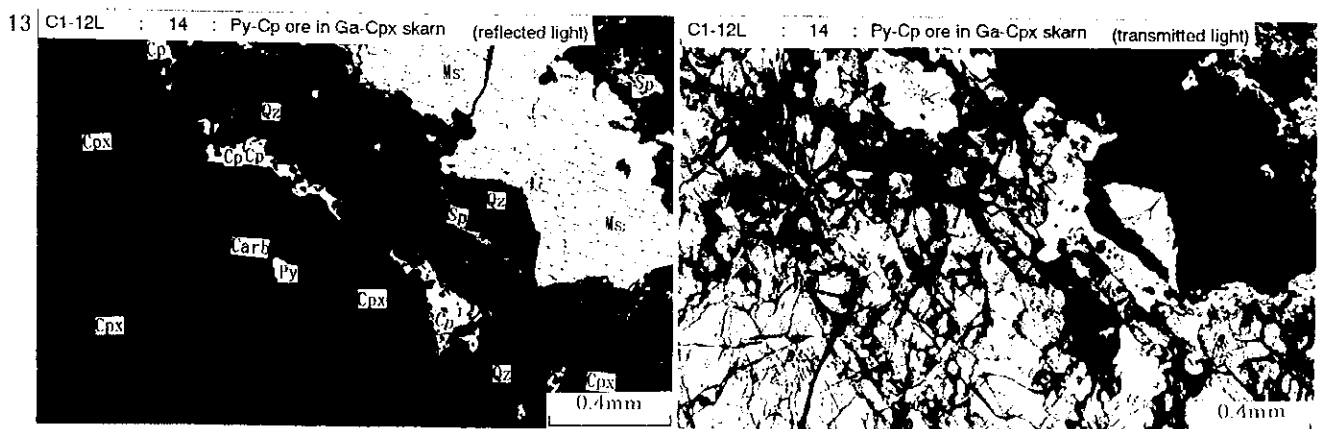 13
C1-12L : 14 : Py-Cp ore in Ga-Cpx skarn (reflected light)
Cp
Ms
Sp
Qz
Cpx
CpCp
Qz
Sp
Ms
Carb
Py
Cpx
Cpx
Cp
Qz
Cpx
0.4mm
C1-12L : 14 : Py-Cp ore in Ga-Cpx skarn (transmitted light)
0.4mm